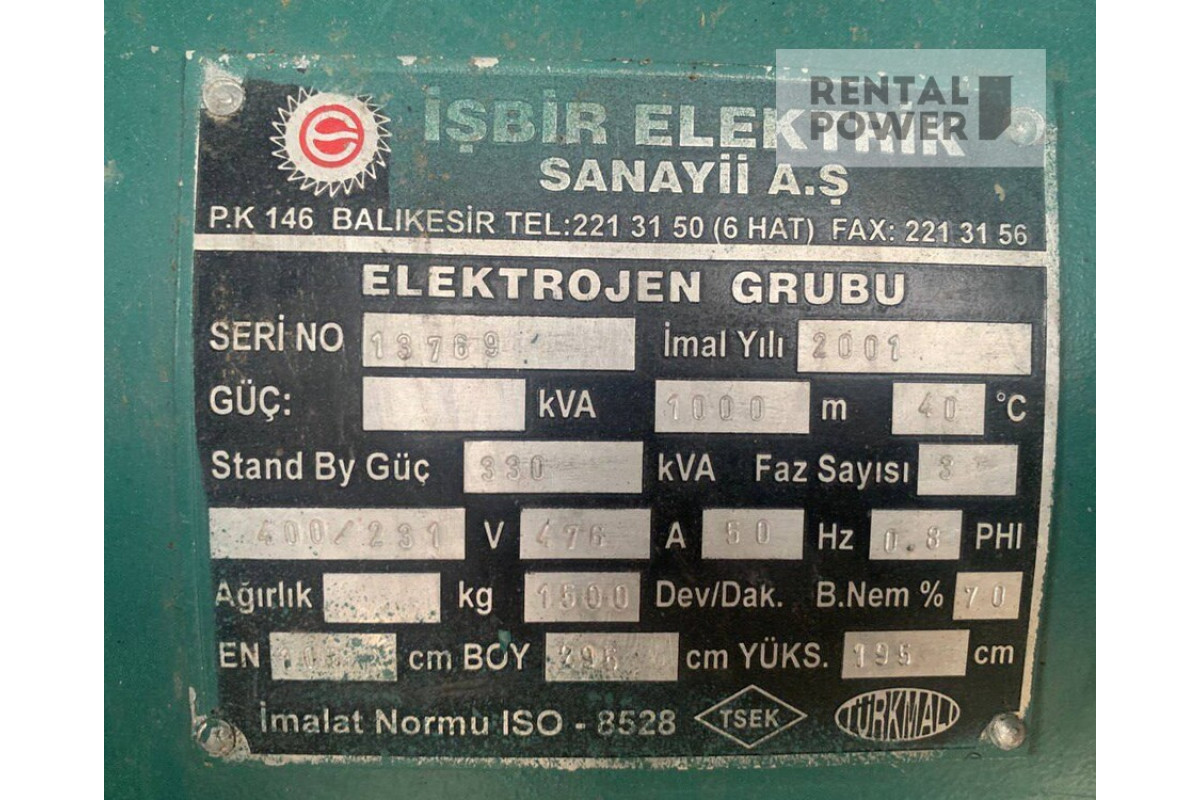 RENTAL
POWER
İŞBİR ELEKTRİK
SANAYİİ A.Ş
P.K 146 BALIKESİR TEL:221 31 50 (6 HAT) FAX: 221 31 56
ELEKTROJEN GRUBU
SERİ NO 13769 İmal Yılı 2001
GÜÇ: kVA 1000 m 40 °C
Stand By Güç 330 kVA Faz Sayısı 3
400/231 V 476 A 50 Hz 0.8 PHI
Ağırlık kg 1500 Dev/Dak. B.Nem % 70
EN cm BOY cm YÜKS. 195 cm
İmalat Normu ISO - 8528 TSEK TÜRKMALI